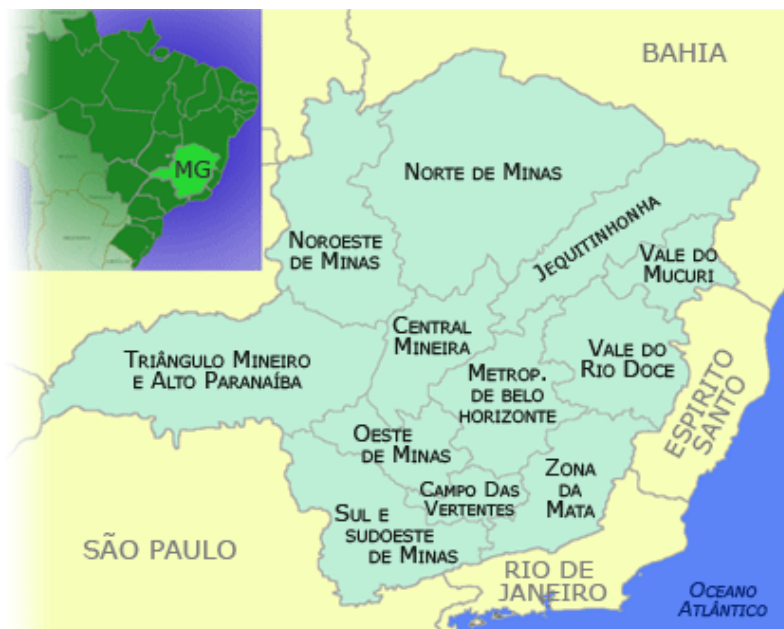 BAHIA
MG
NORTE DE MINAS
JEQUITINHONHA
NOROESTE
DE MINAS
VALE DO
MUCURI
CENTRAL
MINEIRA
TRIÂNGULO MINEIRO
E ALTO PARANAÍBA
VALE DO
RIO DOCE
METROP.
DE BELO
HORIZONTE
ESPIRITO
SANTO
OESTE
DE MINAS
ZONA
DA
MATA
CAMPO DAS
VERTENTES
SUL E
SUDOESTE
DE MINAS
SÃO PAULO
RIO DE
JANEIRO
OCEANO
ATLÂNTICO